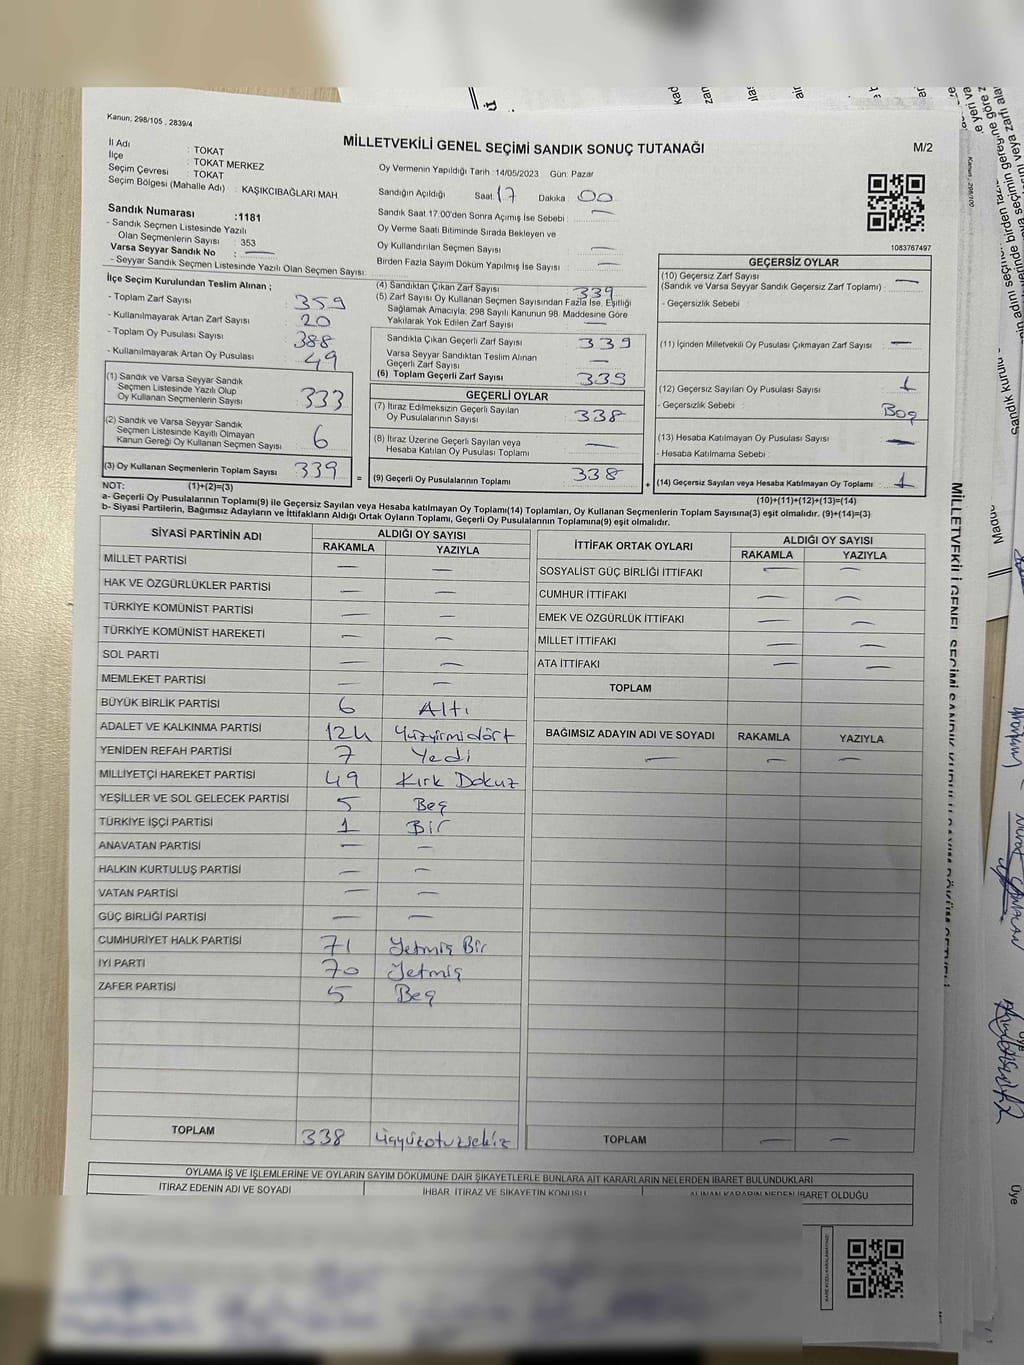 Kanun; 298/105 , 2839/4
MİLLETVEKİLİ GENEL SEÇİMİ SANDIK SONUÇ TUTANAĞI
M/2
İl Adı : TOKAT
İlçe : TOKAT MERKEZ
Seçim Çevresi : TOKAT
Seçim Bölgesi (Mahalle Adı) : KAŞIKCIBAĞLARI MAH.
Sandık Numarası :1181
- Sandık Seçmen Listesinde Yazılı
Olan Seçmenlerin Sayısı : 353
Varsa Seyyar Sandık No : —
- Seyyar Sandık Seçmen Listesinde Yazılı Olan Seçmen Sayısı:
Oy Vermenin Yapıldığı Tarih :14/05/2023 Gün: Pazar
Sandığın Açıldığı Saat 17 Dakika 00
Sandık Saat 17.00'den Sonra Açımış İse Sebebi : —
Oy Verme Saati Bitiminde Sırada Bekleyen ve
Oy Kullandırılan Seçmen Sayısı —
Birden Fazla Sayım Döküm Yapılmış İse Sayısı : —
1083767497
İlçe Seçim Kurulundan Teslim Alınan ;
- Toplam Zarf Sayısı : 359
- Kullanılmayarak Artan Zarf Sayısı : 20
- Toplam Oy Pusulası Sayısı : 388
- Kullanılmayarak Artan Oy Pusulası : 49
(1) Sandık ve Varsa Seyyar Sandık
Seçmen Listesinde Yazılı Olup
Oy Kullanan Seçmenlerin Sayısı 333
(2) Sandık ve Varsa Seyyar Sandık
Seçmen Listesinde Kayıtlı Olmayan
Kanun Gereği Oy Kullanan Seçmen Sayısı 6
(3) Oy Kullanan Seçmenlerin Toplam Sayısı 339
(4) Sandıktan Çıkan Zarf Sayısı : 339
(5) Zarf Sayısı Oy Kullanan Seçmen Sayısından Fazla İse, Eşitliği
Sağlamak Amacıyla; 298 Sayılı Kanunun 98. Maddesine Göre
Yakılarak Yok Edilen Zarf Sayısı : —
Sandıkta Çıkan Geçerli Zarf Sayısı : 339
Varsa Seyyar Sandıktan Teslim Alınan
Geçerli Zarf Sayısı : —
(6) Toplam Geçerli Zarf Sayısı : 339
GEÇERLİ OYLAR
(7) İtiraz Edilmeksizin Geçerli Sayılan
Oy Pusulalarının Sayısı : 338
(8) İtiraz Üzerine Geçerli Sayılan veya
Hesaba Katılan Oy Pusulası Toplamı : —
= (9) Geçerli Oy Pusulalarının Toplamı : 338
GEÇERSİZ OYLAR
(10) Geçersiz Zarf Sayısı
(Sandık ve Varsa Seyyar Sandık Geçersiz Zarf Toplamı) : —
- Geçersizlik Sebebi :
(11) İçinden Milletvekili Oy Pusulası Çıkmayan Zarf Sayısı : —
(12) Geçersiz Sayılan Oy Pusulası Sayısı : 1
- Geçersizlik Sebebi : Boş
(13) Hesaba Katılmayan Oy Pusulası Sayısı : —
- Hesaba Katılmama Sebebi :
+ (14) Geçersiz Sayılan veya Hesaba Katılmayan Oy Toplamı : 1
NOT: (1)+(2)=(3)
(10)+(11)+(12)+(13)=(14)
a- Geçerli Oy Pusulalarının Toplamı(9) ile Geçersiz Sayılan veya Hesaba katılmayan Oy Toplamı(14) Toplamları, Oy Kullanan Seçmenlerin Toplam Sayısına(3) eşit olmalıdır. (9)+(14)=(3)
b- Siyasi Partilerin, Bağımsız Adayların ve İttifakların Aldığı Ortak Oyların Toplamı, Geçerli Oy Pusulalarının Toplamına(9) eşit olmalıdır.
SİYASİ PARTİNİN ADI ALDIĞI OY SAYISI
RAKAMLA YAZIYLA
MİLLET PARTİSİ — —
HAK VE ÖZGÜRLÜKLER PARTİSİ — —
TÜRKİYE KOMÜNİST PARTİSİ — —
TÜRKİYE KOMÜNİST HAREKETİ — —
SOL PARTİ — —
MEMLEKET PARTİSİ — —
BÜYÜK BİRLİK PARTİSİ 6 Altı
ADALET VE KALKINMA PARTİSİ 124 Yüzyirmidört
YENİDEN REFAH PARTİSİ 7 Yedi
MİLLİYETÇİ HAREKET PARTİSİ 49 Kırk Dokuz
YEŞİLLER VE SOL GELECEK PARTİSİ 5 Beş
TÜRKİYE İŞÇİ PARTİSİ 1 Bir
ANAVATAN PARTİSİ — —
HALKIN KURTULUŞ PARTİSİ — —
VATAN PARTİSİ — —
GÜÇ BİRLİĞİ PARTİSİ — —
CUMHURİYET HALK PARTİSİ 71 Yetmiş Bir
İYİ PARTİ 70 Yetmiş
ZAFER PARTİSİ 5 Beş
TOPLAM 338 üçyüzotuzsekiz
İTTİFAK ORTAK OYLARI ALDIĞI OY SAYISI
RAKAMLA YAZIYLA
SOSYALİST GÜÇ BİRLİĞİ İTTİFAKI — —
CUMHUR İTTİFAKI — —
EMEK VE ÖZGÜRLÜK İTTİFAKI — —
MİLLET İTTİFAKI — —
ATA İTTİFAKI — —
TOPLAM
BAĞIMSIZ ADAYIN ADI VE SOYADI RAKAMLA YAZIYLA
— — —
TOPLAM — —
OYLAMA İŞ VE İŞLEMLERİNE VE OYLARIN SAYIM DÖKÜMÜNE DAİR ŞİKAYETLERLE BUNLARA AİT KARARLARIN NELERDEN İBARET BULUNDUKLARI
İTİRAZ EDENİN ADI VE SOYADI İHBAR, İTİRAZ VE ŞİKAYETİN KONUSU ALINAN KARARIN NEDEN İBARET OLDUĞU
Kanun, 298/100
Sandık Kurulu
Üye
Üye